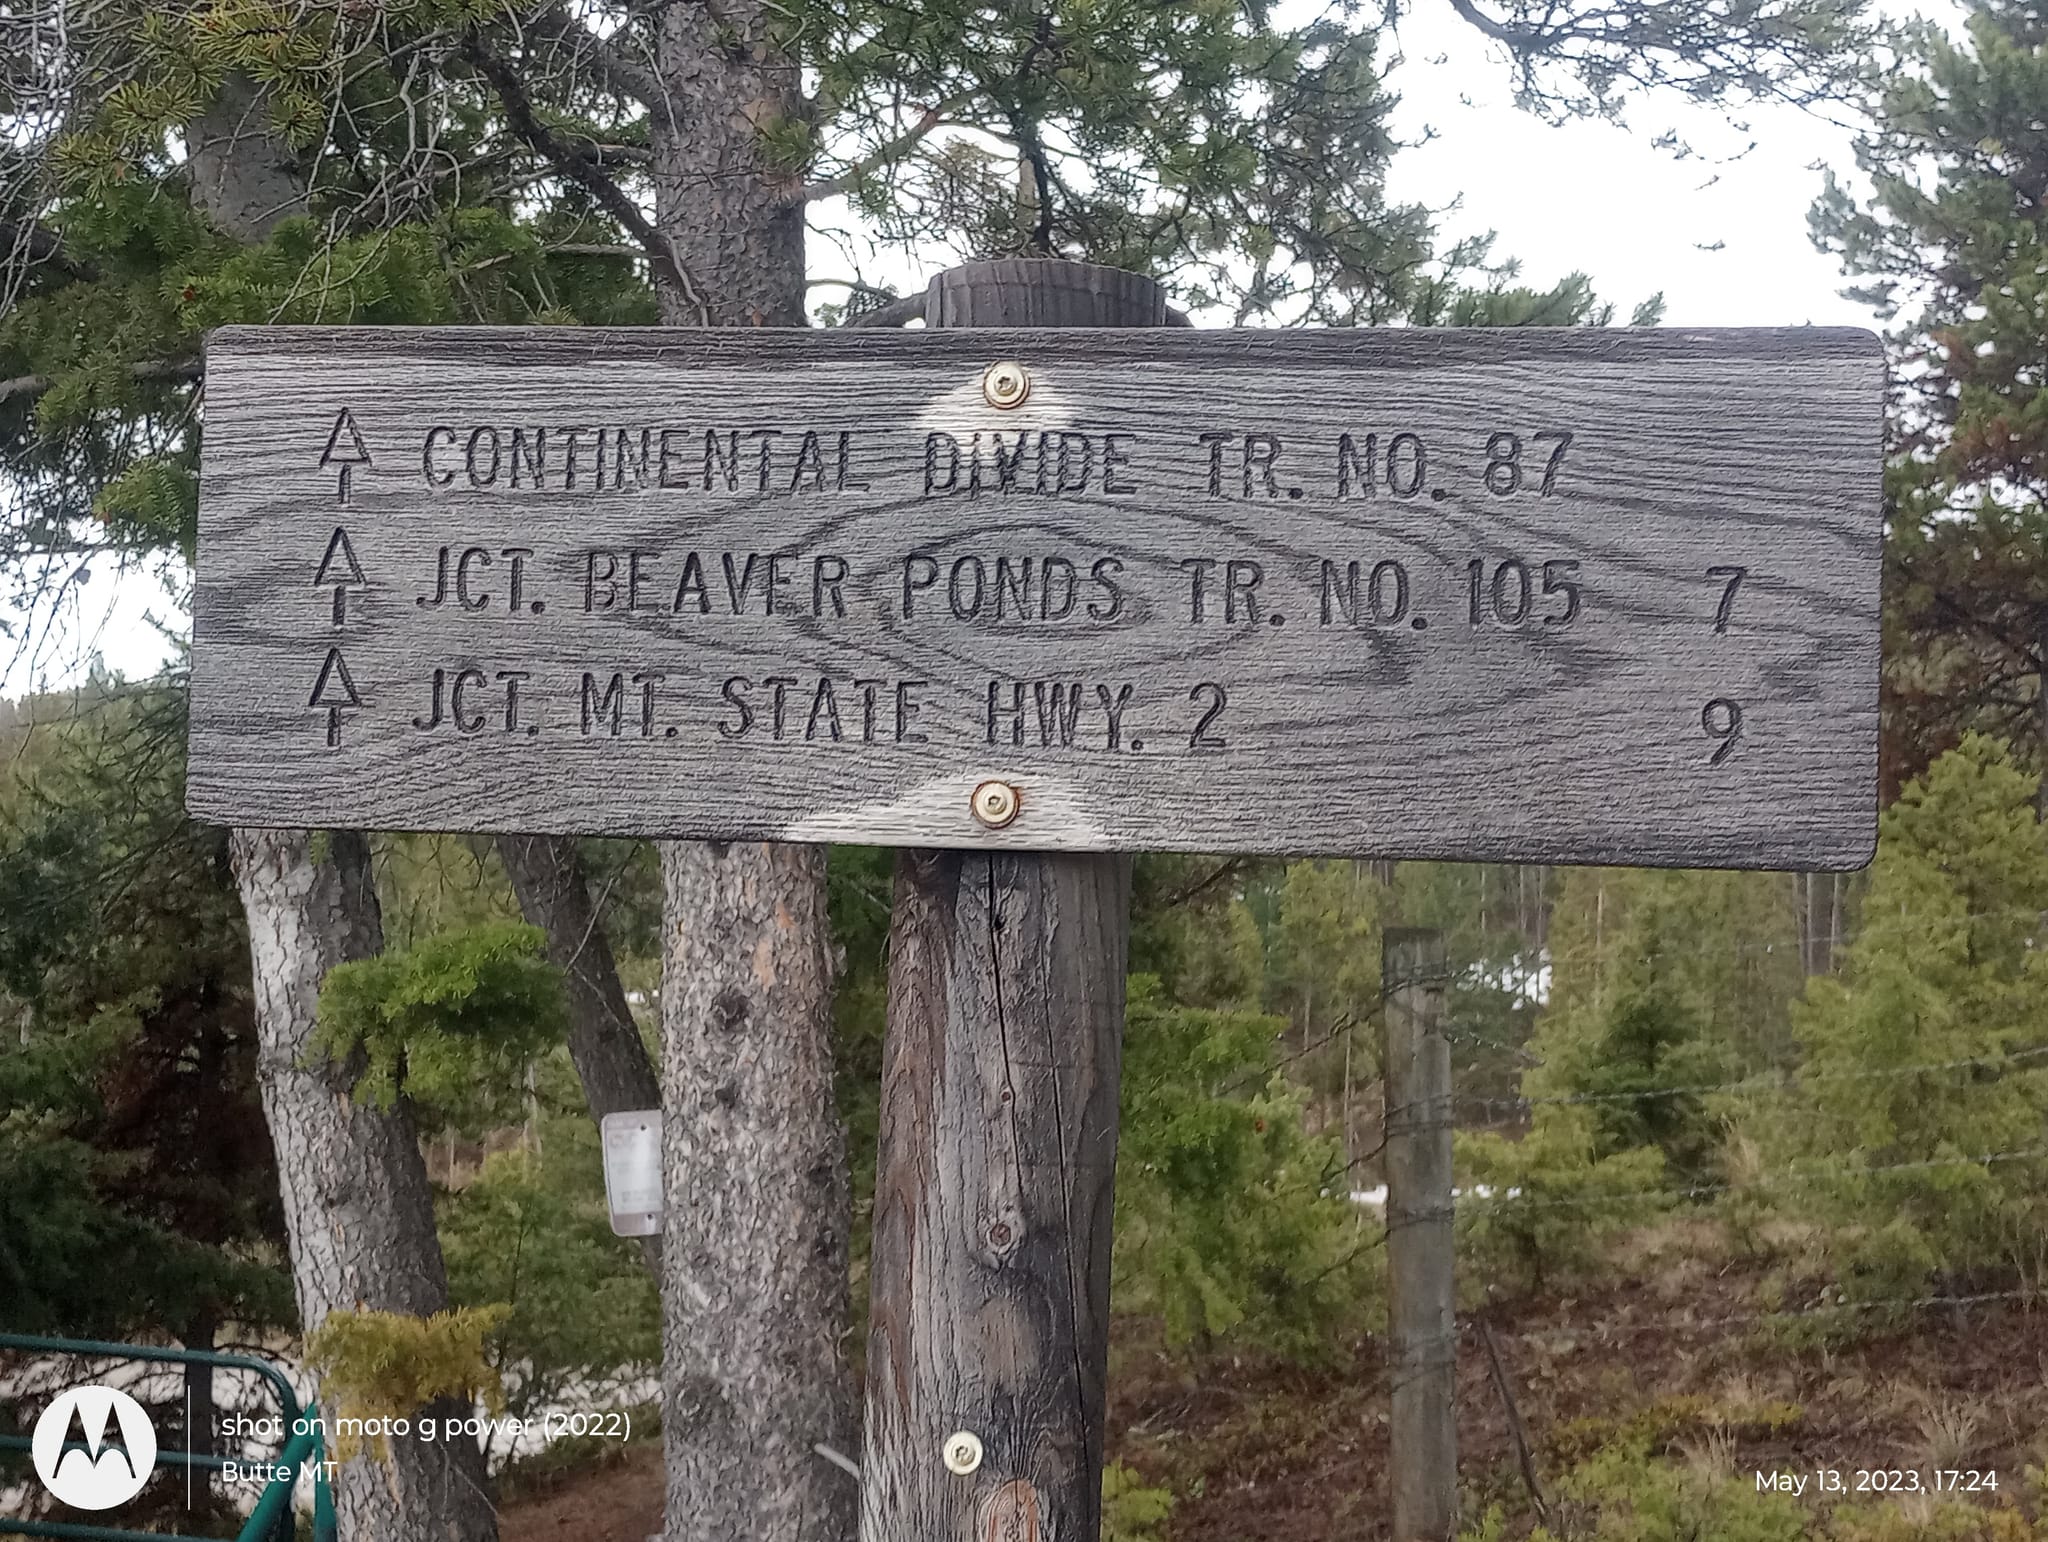 CONTINENTAL DIVIDE TR. NO. 87
JCT. BEAVER PONDS TR. NO. 105 7
JCT. MT. STATE HWY. 2 9
shot on moto g power (2022)
Butte MT
May 13, 2023, 17:24